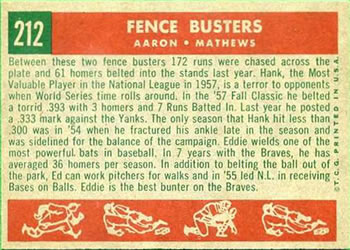 212
FENCE BUSTERS
AARON • MATHEWS
Between these two fence busters 172 runs were chased across the
plate and 61 homers belted into the stands last year. Hank, the Most
Valuable Player in the National League in 1957, is a terror to opponents
when World Series time rolls around. In the '57 Fall Classic he belted
a torrid .393 with 3 homers and 7 Runs Batted In. Last year he posted
a .333 mark against the Yanks. The only season that Hank hit less than
.300 was in '54 when he fractured his ankle late in the season and
was sidelined for the balance of the campaign. Eddie wields one of the
most powerful bats in baseball. In 7 years with the Braves, he has
averaged 36 homers per season. In addition to belting the ball out of
the park, Ed can work pitchers for walks and in '55 led N.L. in receiving
Bases on Balls. Eddie is the best bunter on the Braves.
© T.C.G. PRINTED IN U.S.A.